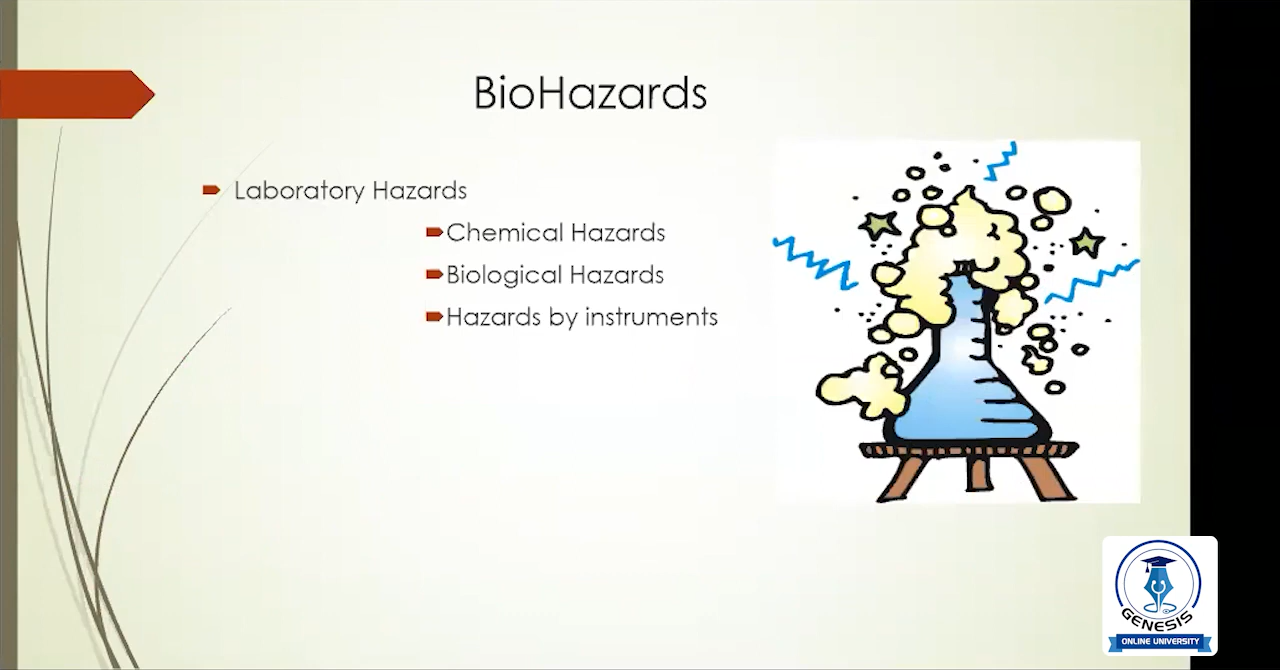 BioHazards
Laboratory Hazards
Chemical Hazards
Biological Hazards
Hazards by instruments
GENESIS
ONLINE UNIVERSITY